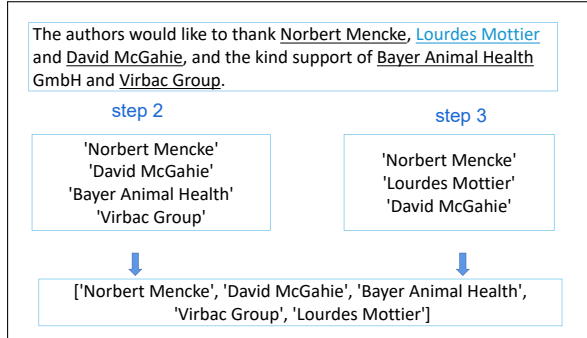 The authors would like to thank Norbert Mencke, Lourdes Mottier
and David McGahie, and the kind support of Bayer Animal Health
GmbH and Virbac Group.
step 2
step 3
'Norbert Mencke'
'David McGahie'
'Bayer Animal Health'
'Virbac Group'
'Norbert Mencke'
'Lourdes Mottier'
'David McGahie'
['Norbert Mencke', 'David McGahie', 'Bayer Animal Health',
'Virbac Group', 'Lourdes Mottier']